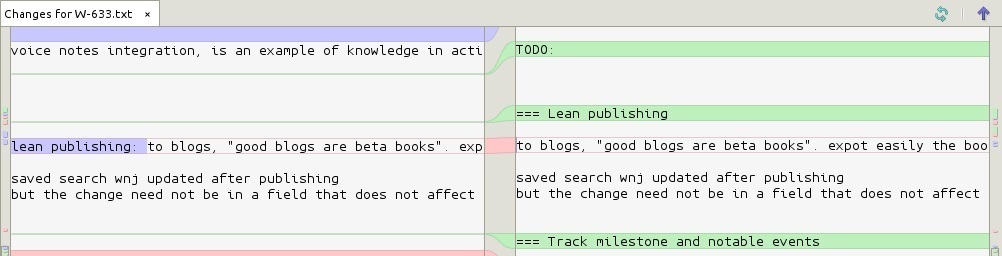 Changes for W-633.txt ×
voice notes integration, is an example of knowledge in acti
lean publishing: to blogs, "good blogs are beta books". exp
saved search wnj updated after publishing
but the change need not be in a field that does not affect
TODO:
=== Lean publishing
to blogs, "good blogs are beta books". expot easily the boo
saved search wnj updated after publishing
but the change need not be in a field that does not affect
=== Track milestone and notable events